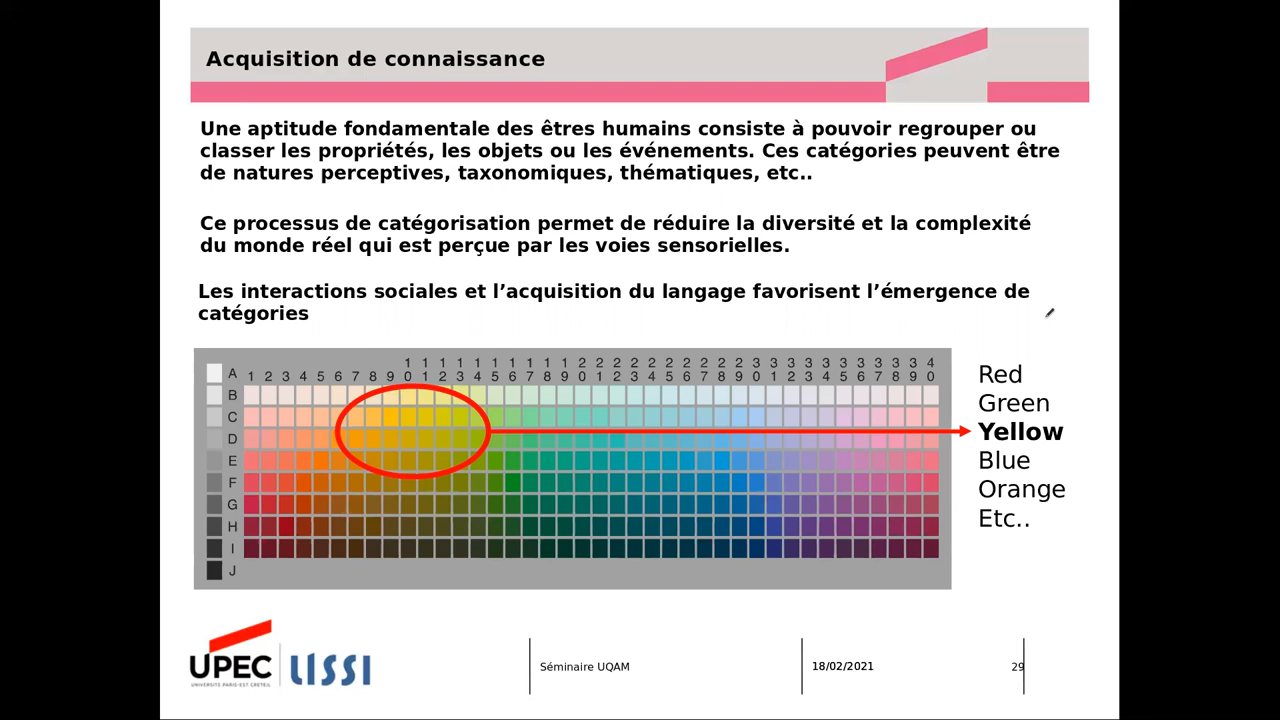 Acquisition de connaissance
Une aptitude fondamentale des êtres humains consiste à pouvoir regrouper ou
classer les propriétés, les objets ou les événements. Ces catégories peuvent être
de natures perceptives, taxonomiques, thématiques, etc..
Ce processus de catégorisation permet de réduire la diversité et la complexité
du monde réel qui est perçue par les voies sensorielles.
Les interactions sociales et l’acquisition du langage favorisent l’émergence de
catégories
1 2 3 4 5 6 7 8 9 10 11 12 13 14 15 16 17 18 19 20 21 22 23 24 25 26 27 28 29 30 31 32 33 34 35 36 37 38 39 40
A
B
C
D
E
F
G
H
I
J
Red
Green
Yellow
Blue
Orange
Etc..
UPEC
UNIVERSITÉ PARIS-EST CRÉTEIL
LISSI
Séminaire UQAM
18/02/2021
29